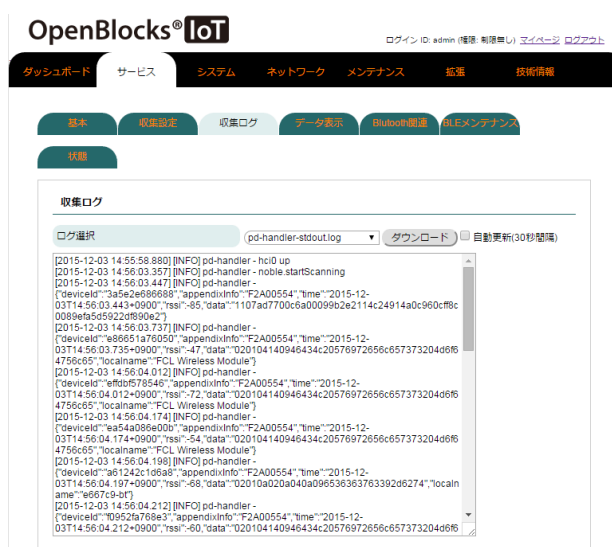 OpenBlocks® IoT
ログイン ID: admin (権限: 制限無し) マイページ ログアウト
ダッシュボード サービス システム ネットワーク メンテナンス 拡張 技術情報
基本 収集設定 収集ログ データ表示 Blutooth関連 BLEメンテナンス
状態
収集ログ
ログ選択 pd-handler-stdout.log ダウンロード 自動更新(30秒間隔)
[2015-12-03 14:55:58.880] [INFO] pd-handler - hci0 up
[2015-12-03 14:56:03.357] [INFO] pd-handler - noble.startScanning
[2015-12-03 14:56:03.447] [INFO] pd-handler -
{"deviceId":"3a5e2e686688","appendixInfo":"F2A00554","time":"2015-12-
03T14:56:03.443+0900","rssi":-85,"data":"1107ad7700c6a00099b2e2114c24914a0c960cff8c
0089efa5d5922df890e2"}
[2015-12-03 14:56:03.737] [INFO] pd-handler -
{"deviceId":"e86651a76050","appendixInfo":"F2A00554","time":"2015-12-
03T14:56:03.735+0900","rssi":-47,"data":"020104140946434c20576972656c657373204d6f6
4756c65","localname":"FCL Wireless Module"}
[2015-12-03 14:56:04.012] [INFO] pd-handler -
{"deviceId":"effdbf578546","appendixInfo":"F2A00554","time":"2015-12-
03T14:56:04.012+0900","rssi":-72,"data":"020104140946434c20576972656c657373204d6f6
4756c65","localname":"FCL Wireless Module"}
[2015-12-03 14:56:04.174] [INFO] pd-handler -
{"deviceId":"ea54a086e00b","appendixInfo":"F2A00554","time":"2015-12-
03T14:56:04.174+0900","rssi":-54,"data":"020104140946434c20576972656c657373204d6f6
4756c65","localname":"FCL Wireless Module"}
[2015-12-03 14:56:04.198] [INFO] pd-handler -
{"deviceId":"a61242c1d6a8","appendixInfo":"F2A00554","time":"2015-12-
03T14:56:04.197+0900","rssi":-68,"data":"02010a020a040a096536363763392d6274","localn
ame":"e667c9-bt"}
[2015-12-03 14:56:04.212] [INFO] pd-handler -
{"deviceId":"f0952fa768e3","appendixInfo":"F2A00554","time":"2015-12-
03T14:56:04.212+0900","rssi":-60,"data":"020104140946434c20576972656c657373204d6f6